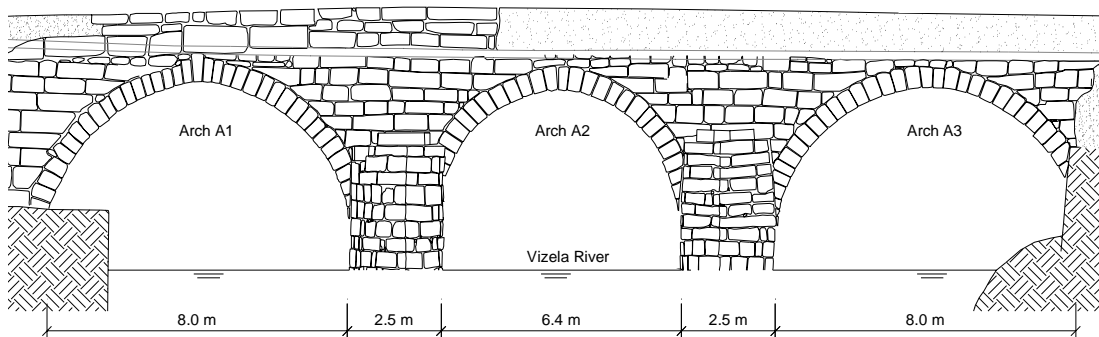 Arch A1
Arch A2
Arch A3
Vizela River
8.0 m
2.5 m
6.4 m
2.5 m
8.0 m